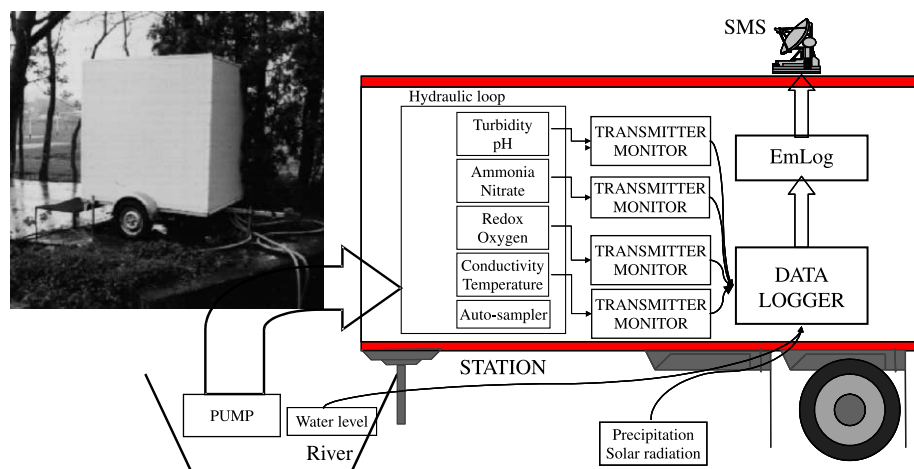 SMS
Hydraulic loop
Turbidity
pH
TRANSMITTER
MONITOR
EmLog
Ammonia
Nitrate
TRANSMITTER
MONITOR
Redox
Oxygen
TRANSMITTER
MONITOR
Conductivity
Temperature
TRANSMITTER
MONITOR
DATA
LOGGER
Auto-sampler
STATION
PUMP
Water level
River
Precipitation
Solar radiation